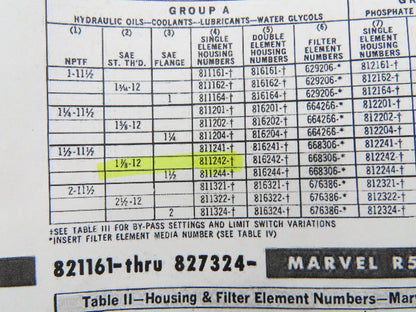 GROUP A
HYDRAULIC OILS—COOLANTS—LUBRICANTS—WATER GLYCOLS
PHOSPHATE
(1) (2) (3) (4) (5) (6) (7)
NPTF SAE ST. TH'D. SAE FLANGE SINGLE ELEMENT HOUSING NUMBERS DOUBLE ELEMENT HOUSING NUMBERS FILTER ELEMENT NUMBERS SINGLE ELEMENT HOUSING NUMBERS
1-11½ 811161-† 816161-† 629206-* 812161-†
1⁵⁄₁₆-12 811162-† 816162-† 629206-* 812162-†
1 811164-† 816164-† 629206-* 812164-†
1¼-11½ 811201-† 816201-† 664266-* 812201-
1⅝-12 811202-† 816202-† 664266-* 812202-
1¼ 811204-† 816204-† 664266-* 812204-
1½-11½ 811241-† 816241-† 668306-* 812241-
1⅞-12 811242-† 816242-† 668306-* 812242-
1½ 811244-† 816244-† 668306-* 812244-
2-11½ 811321-† 816321-† 676386-* 812321-
2½-12 811322-† 816322-† 676386-* 812322-
2 811324-† 816324-† 676386-* 812324
†SEE TABLE III FOR BY-PASS SETTINGS AND LIMIT SWITCH VARIATIONS
*INSERT FILTER ELEMENT MEDIA NUMBER (SEE TABLE IV)
821161-thru 827324- MARVEL R5
Table II—Housing & Filter Element Numbers—Mar